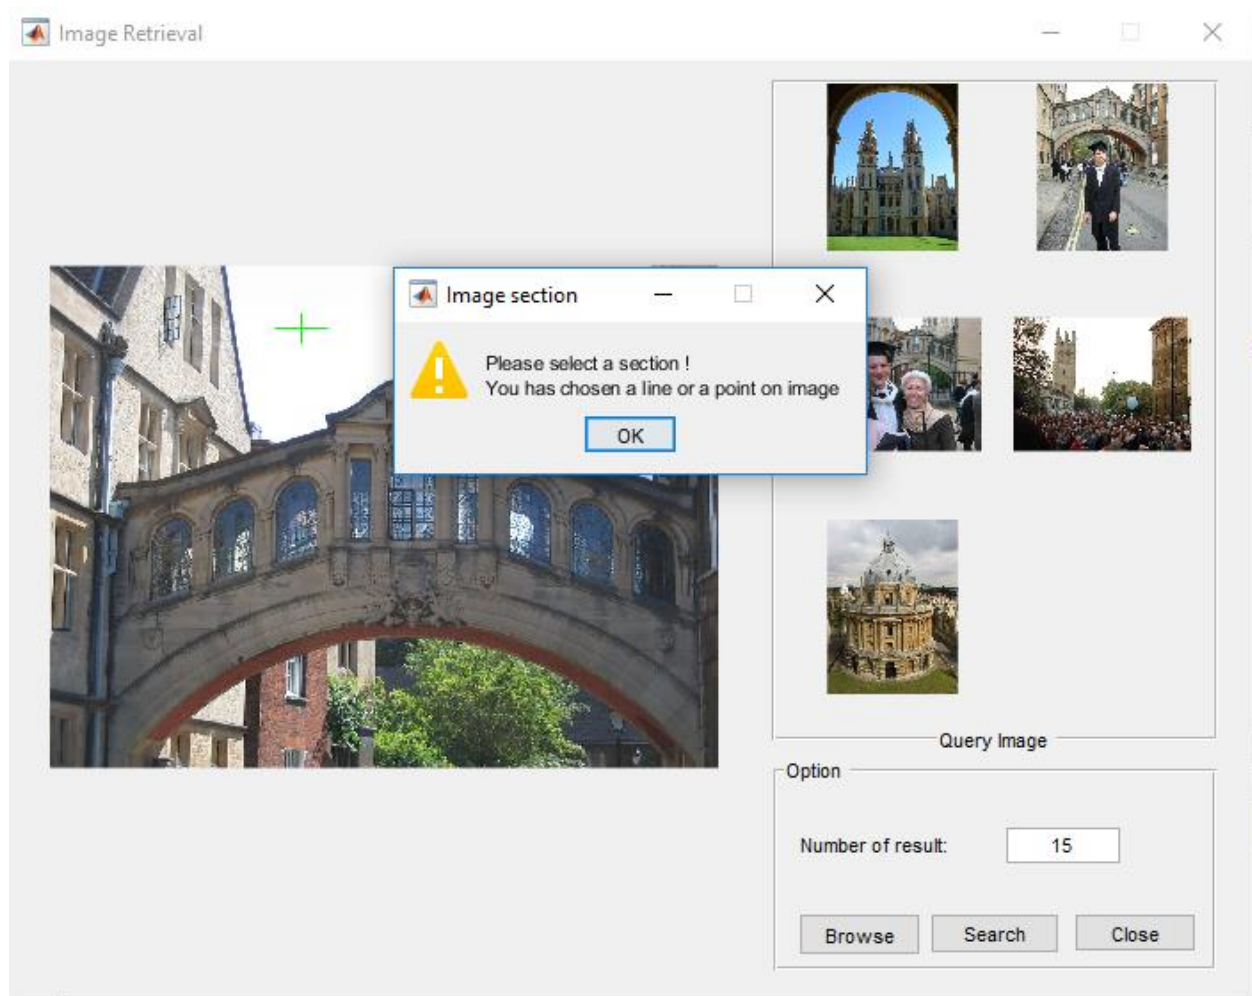 Image Retrieval
Image section
Please select a section !
You has chosen a line or a point on image
OK
Query Image
Option
Number of result:
15
Browse
Search
Close